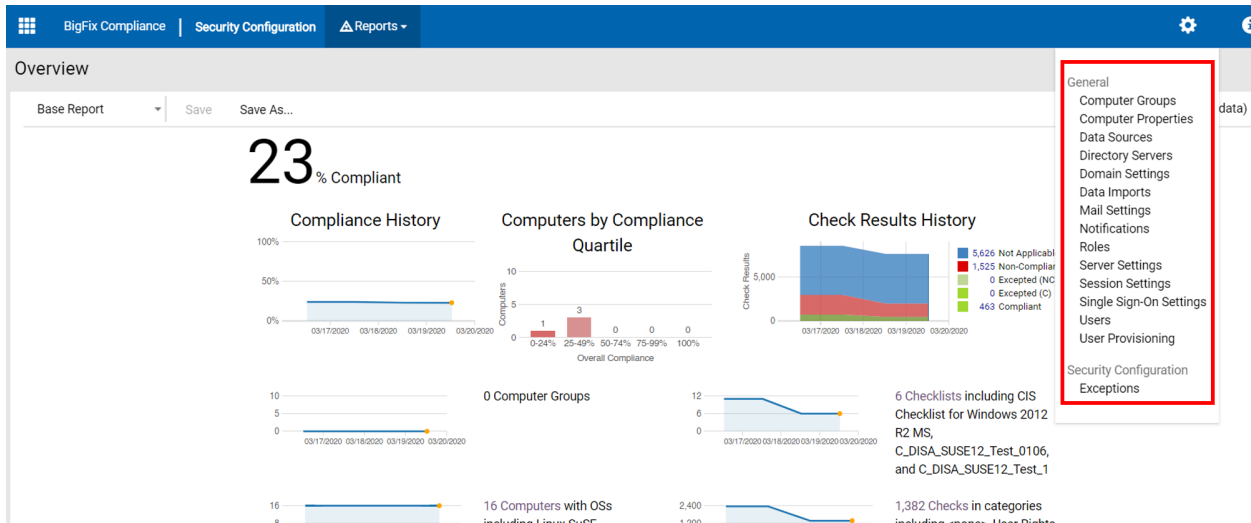 BigFix Compliance | Security Configuration Reports
Overview
Base Report Save Save As...
data)
23 % Compliant
Compliance History
100%
50%
0%
03/17/2020 03/18/2020 03/19/2020 03/20/2020
Computers by Compliance
Quartile
Computers
10
5
0
1 3 0 0 0
0-24% 25-49% 50-74% 75-99% 100%
Overall Compliance
Check Results History
Check Results
5,000
0
03/17/2020 03/18/2020 03/19/2020 03/20/2020
5,626 Not Applicabl
1,525 Non-Complian
0 Excepted (NC
0 Excepted (C)
463 Compliant
General
Computer Groups
Computer Properties
Data Sources
Directory Servers
Domain Settings
Data Imports
Mail Settings
Notifications
Roles
Server Settings
Session Settings
Single Sign-On Settings
Users
User Provisioning
Security Configuration
Exceptions
10
5
0
03/17/2020 03/18/2020 03/19/2020 03/20/2020
0 Computer Groups
12
6
0
03/17/2020 03/18/2020 03/19/2020 03/20/2020
6 Checklists including CIS
Checklist for Windows 2012
R2 MS,
C_DISA_SUSE12_Test_0106,
and C_DISA_SUSE12_Test_1
16
8
16 Computers with OSs
including Linux SuSE
2,400
1,200
1,382 Checks in categories
including <none>, User Rights